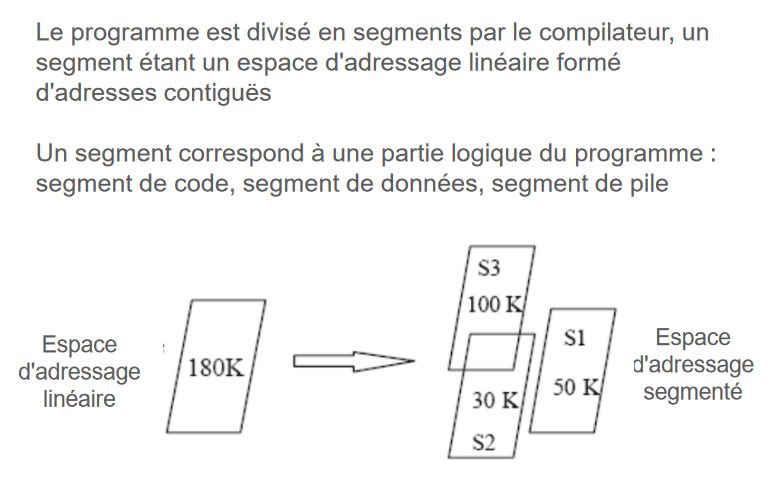 Le programme est divisé en segments par le compilateur, un
segment étant un espace d'adressage linéaire formé
d'adresses contiguës
Un segment correspond à une partie logique du programme :
segment de code, segment de données, segment de pile
Espace
d'adressage
linéaire
180K
S3
100 K
30 K
S2
S1
50 K
Espace
d'adressage
segmenté